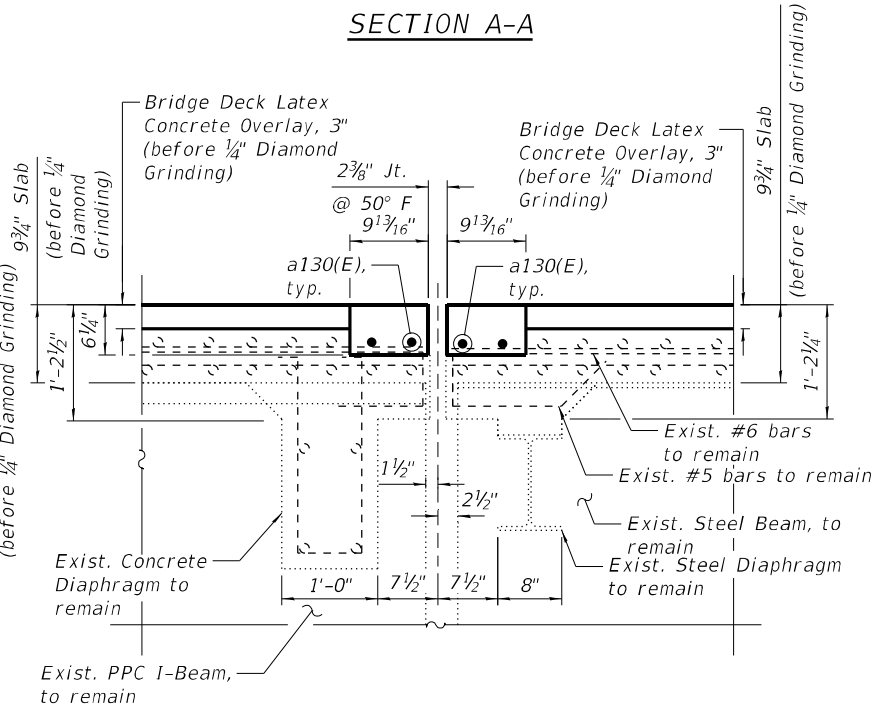 SECTION A-A
Bridge Deck Latex
Concrete Overlay, 3"
(before ¼" Diamond
Grinding)
2⅜" Jt.
@ 50° F
9¹³⁄₁₆"
9¹³⁄₁₆"
Bridge Deck Latex
Concrete Overlay, 3"
(before ¼" Diamond
Grinding)
9¾" Slab
(before ¼" Diamond Grinding)
9¾" Slab
(before ¼"
Diamond
Grinding)
(before ¼" Diamond Grinding)
a130(E),
typ.
a130(E),
typ.
1'-2½"
6¼"
1'-2¼"
1½"
2½"
Exist. #6 bars
to remain
Exist. #5 bars to remain
Exist. Steel Beam, to
remain
Exist. Steel Diaphragm
to remain
Exist. Concrete
Diaphragm to
remain
1'-0"
7½"
7½"
8"
Exist. PPC I-Beam,
to remain